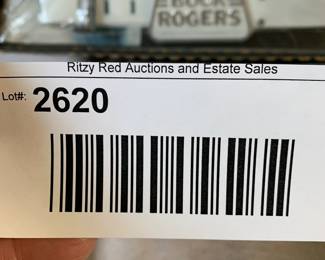 BUCK
ROGERS
Ritzy Red Auctions and Estate Sales
Lot#: 2620